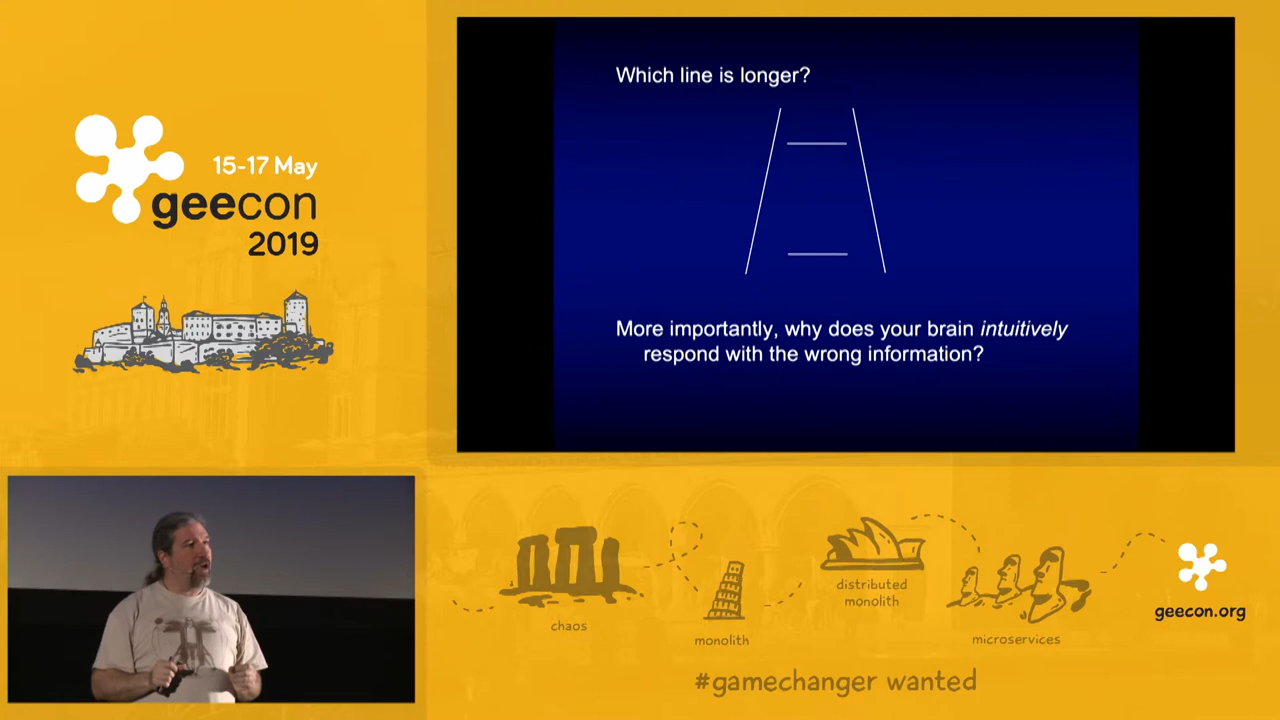 15-17 May
geecon
2019
Which line is longer?
More importantly, why does your brain intuitively
respond with the wrong information?
chaos
monolith
distributed
monolith
microservices
geecon.org
#gamechanger wanted